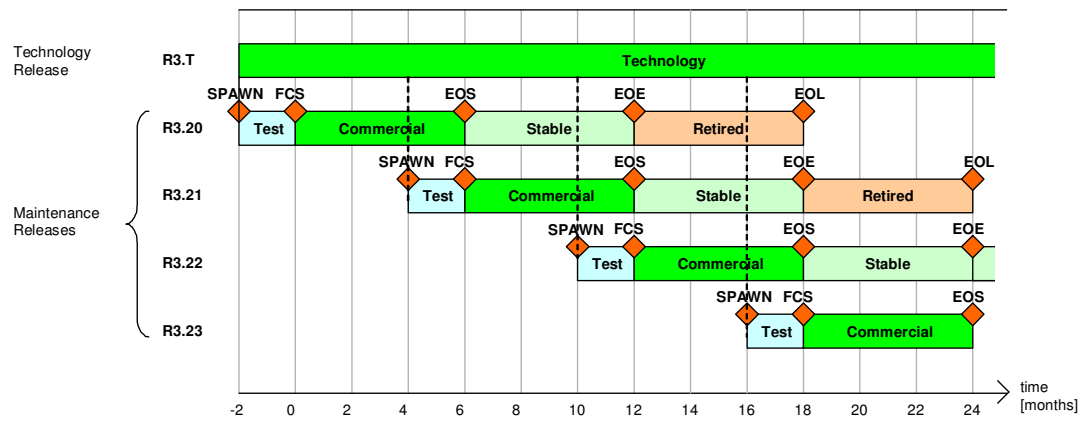 Technology
Release
R3.T
Technology
SPAWN FCS EOS EOE EOL
R3.20
Test Commercial Stable Retired
SPAWN FCS EOS EOE EOL
R3.21
Test Commercial Stable Retired
Maintenance
Releases
SPAWN FCS EOS EOE
R3.22
Test Commercial Stable
SPAWN FCS EOS
R3.23
Test Commercial
time
[months]
-2 0 2 4 6 8 10 12 14 16 18 20 22 24